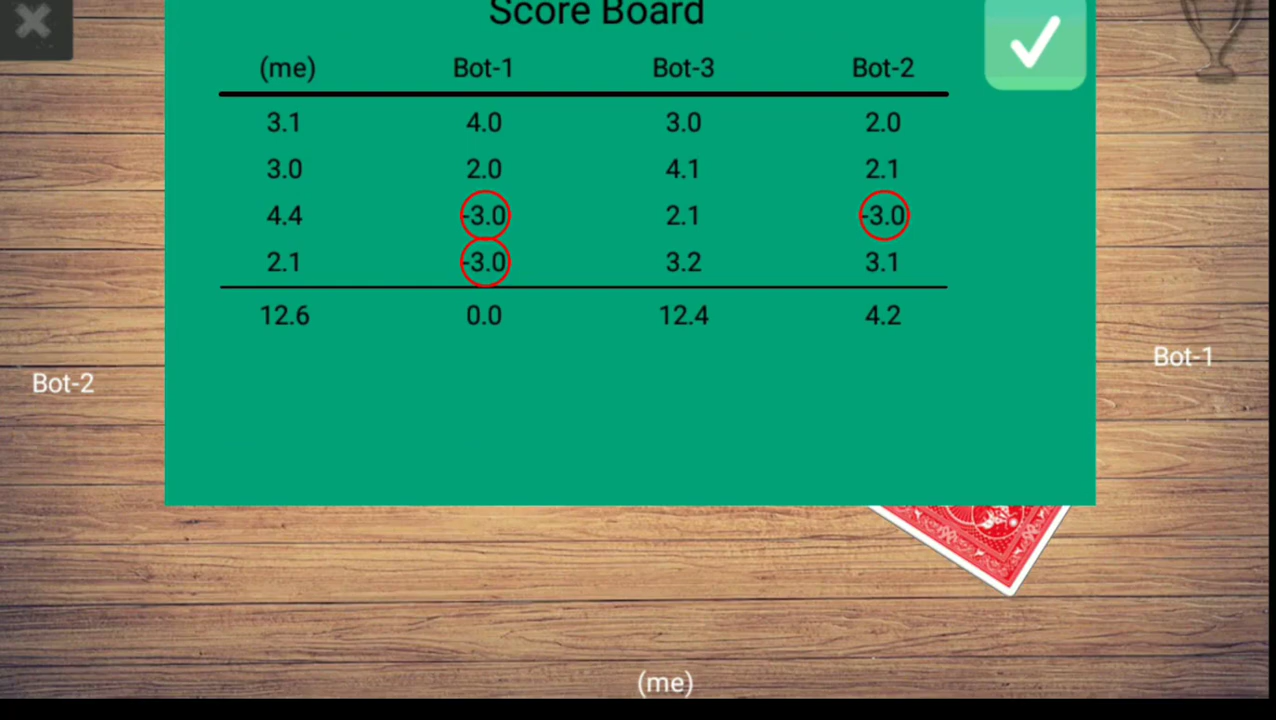 Score Board
(me) Bot-1 Bot-3 Bot-2
3.1 4.0 3.0 2.0
3.0 2.0 4.1 2.1
4.4 -3.0 2.1 -3.0
2.1 -3.0 3.2 3.1
12.6 0.0 12.4 4.2
Bot-1
Bot-2
(me)